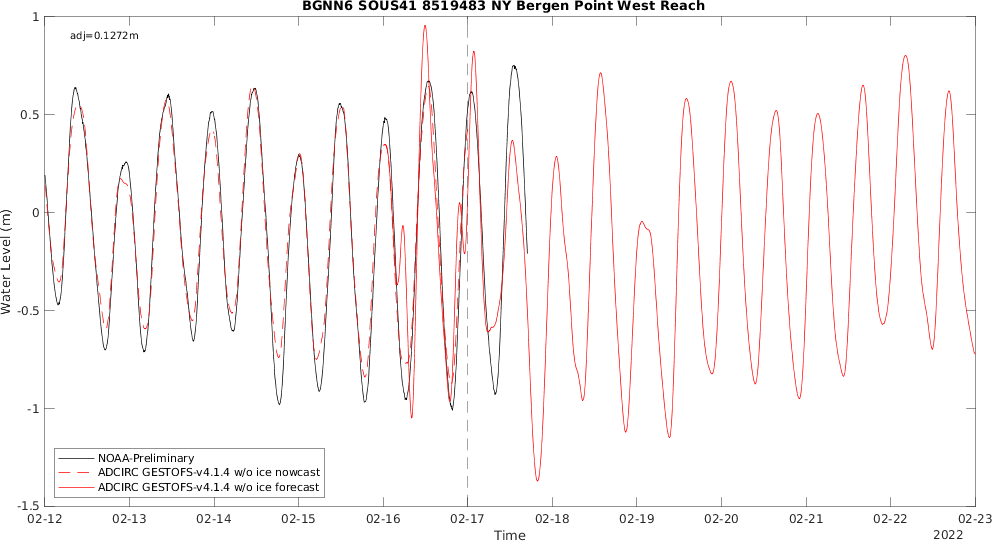 BGNN6 SOUS41 8519483 NY Bergen Point West Reach
adj=0.1272m
1
0.5
0
-0.5
-1
-1.5
Water Level (m)
NOAA-Preliminary
ADCIRC GESTOFS-v4.1.4 w/o ice nowcast
ADCIRC GESTOFS-v4.1.4 w/o ice forecast
02-12 02-13 02-14 02-15 02-16 02-17 02-18 02-19 02-20 02-21 02-22 02-23
Time
2022